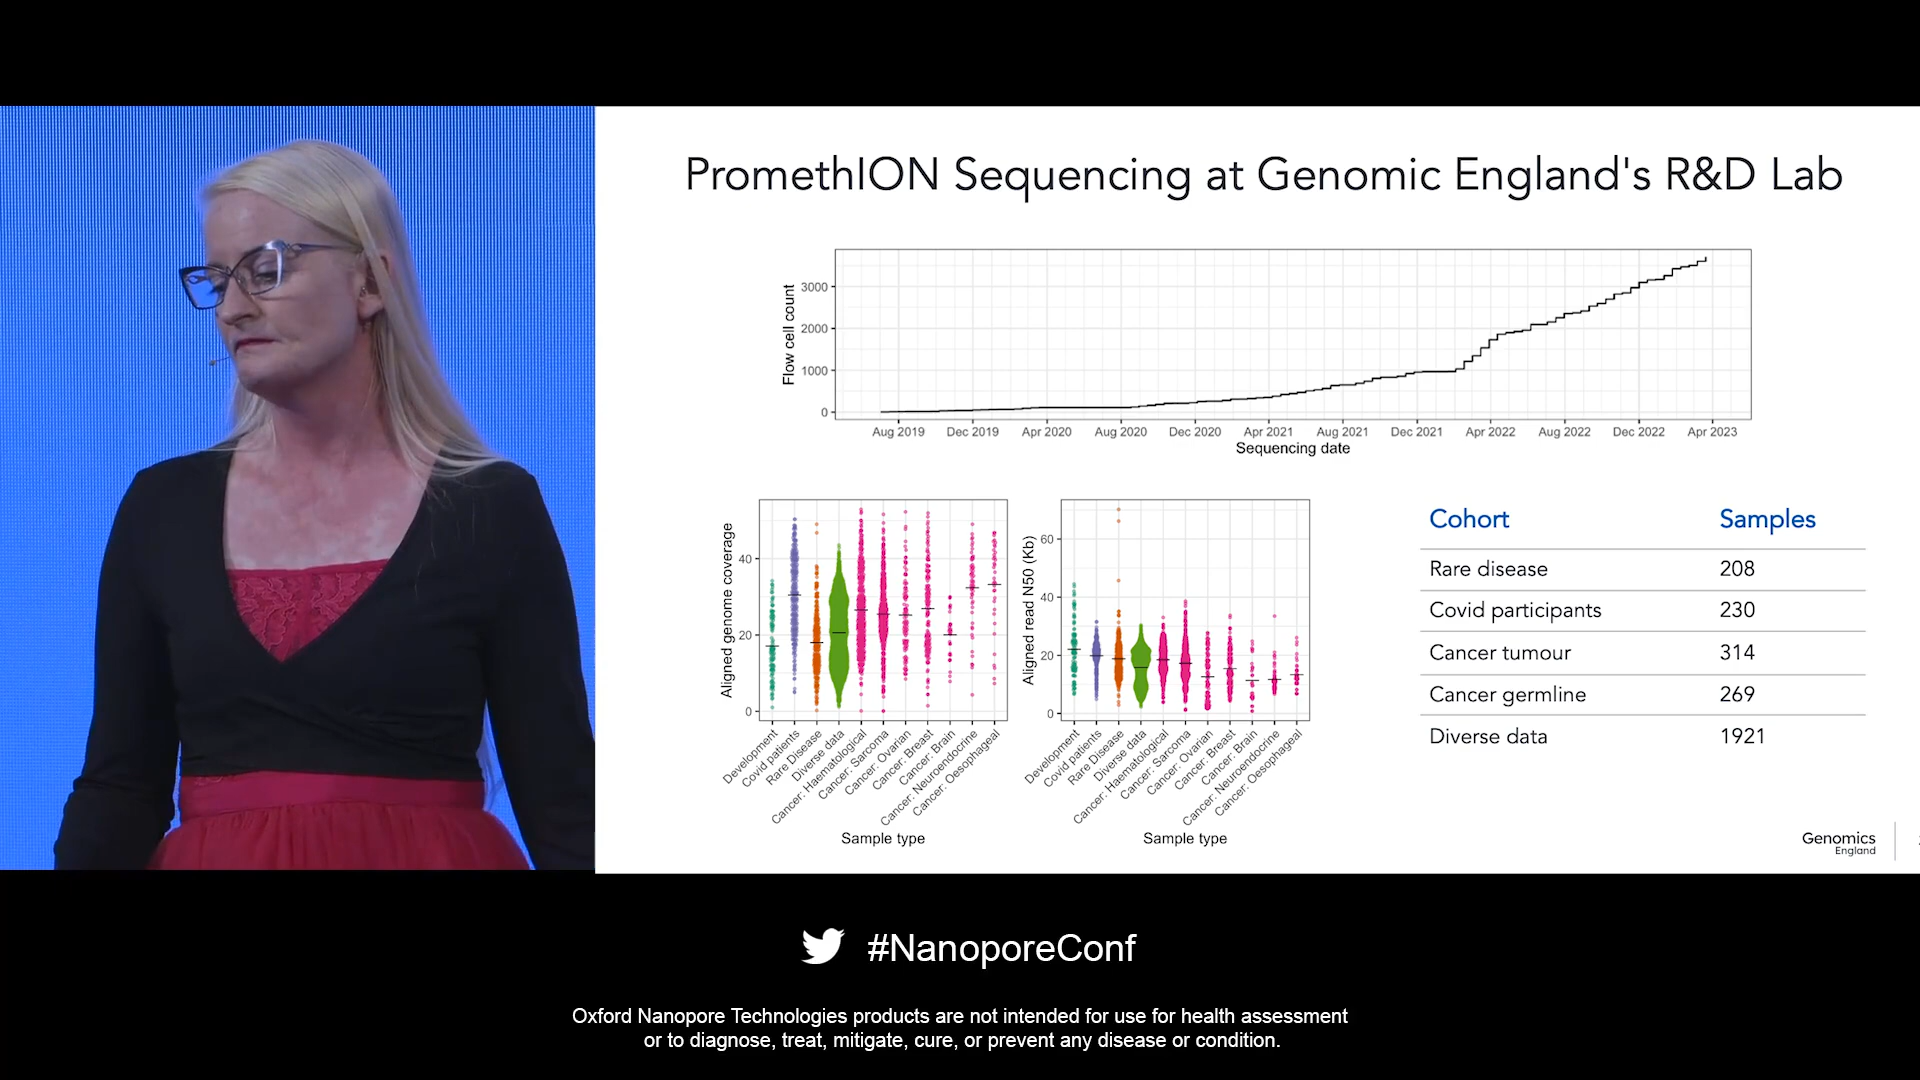 PromethION Sequencing at Genomic England's R&D Lab
Flow cell count
3000
2000
1000
0
Aug 2019 Dec 2019 Apr 2020 Aug 2020 Dec 2020 Apr 2021 Aug 2021 Dec 2021 Apr 2022 Aug 2022 Dec 2022 Apr 2023
Sequencing date
Aligned genome coverage
40
20
0
Development
Covid patients
Rare Disease
Diverse data
Cancer: Haematological
Cancer: Sarcoma
Cancer: Ovarian
Cancer: Breast
Cancer: Brain
Cancer: Neuroendocrine
Cancer: Oesophageal
Sample type
Aligned read N50 (Kb)
60
40
20
0
Development
Covid patients
Rare Disease
Diverse data
Cancer: Haematological
Cancer: Sarcoma
Cancer: Ovarian
Cancer: Breast
Cancer: Brain
Cancer: Neuroendocrine
Cancer: Oesophageal
Sample type
Cohort Samples
Rare disease 208
Covid participants 230
Cancer tumour 314
Cancer germline 269
Diverse data 1921
Genomics
England
#NanoporeConf
Oxford Nanopore Technologies products are not intended for use for health assessment
or to diagnose, treat, mitigate, cure, or prevent any disease or condition.